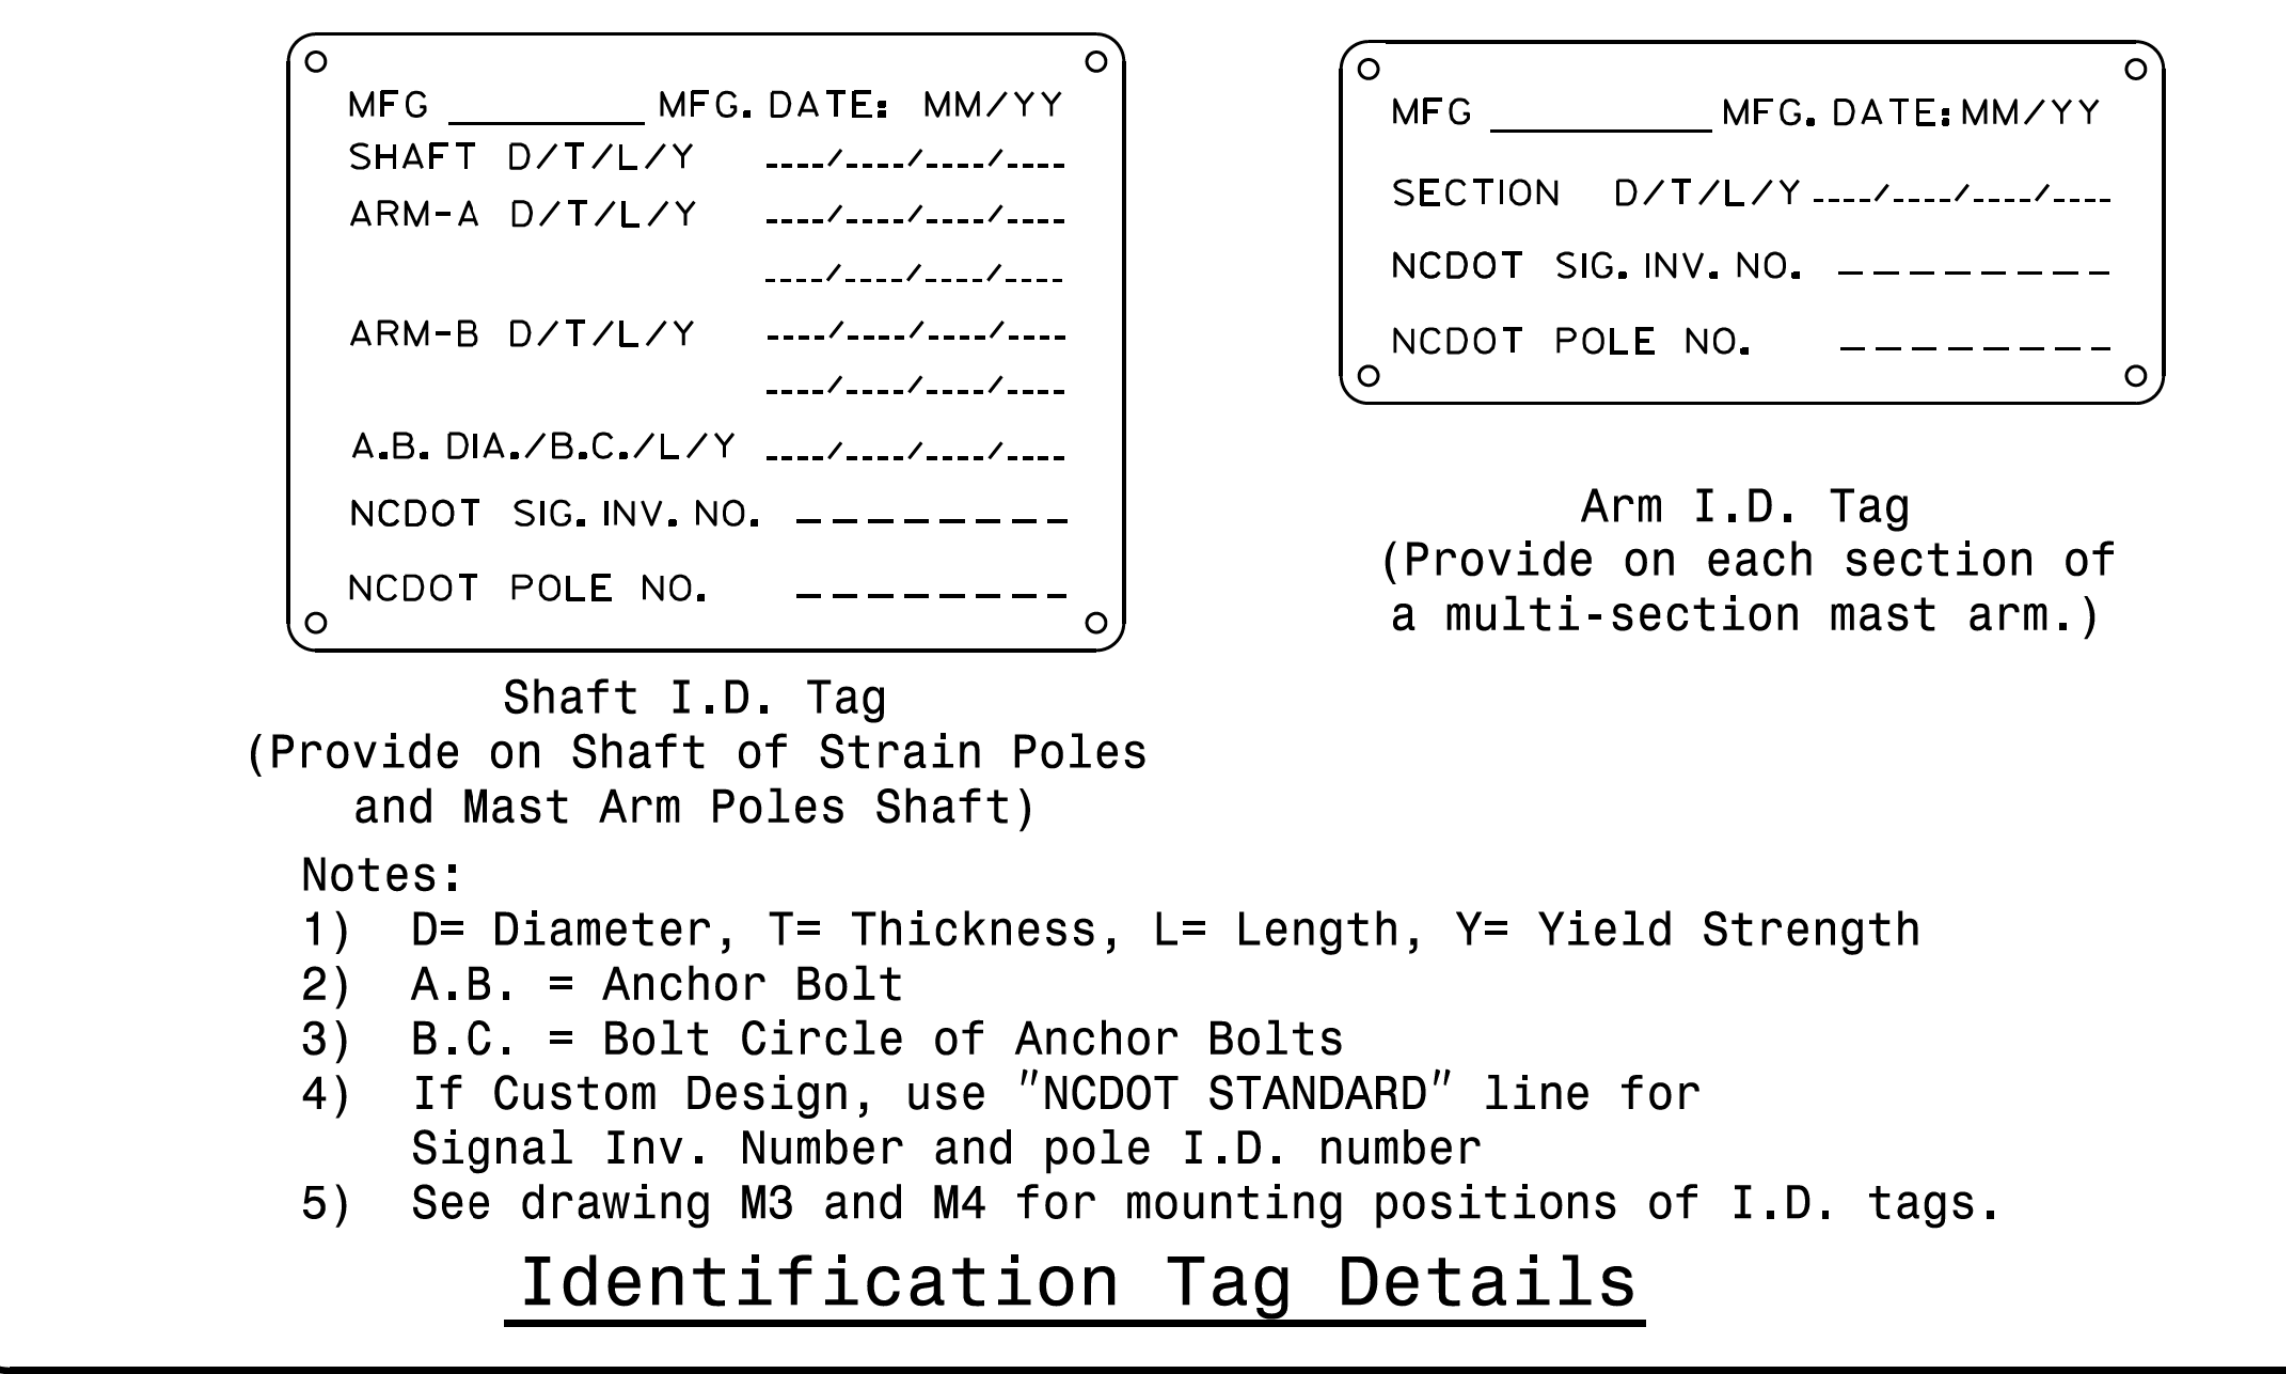 MFG __________ MFG. DATE: MM/YY
SHAFT D/T/L/Y ----/----/----/----
ARM-A D/T/L/Y ----/----/----/----
----/----/----/----
ARM-B D/T/L/Y ----/----/----/----
----/----/----/----
A.B. DIA./B.C./L/Y ----/----/----/----
NCDOT SIG. INV. NO. _ _ _ _ _ _ _ _
NCDOT POLE NO. _ _ _ _ _ _ _ _
Shaft I.D. Tag
(Provide on Shaft of Strain Poles
and Mast Arm Poles Shaft)
MFG __________ MFG. DATE: MM/YY
SECTION D/T/L/Y ----/----/----/----
NCDOT SIG. INV. NO. _ _ _ _ _ _ _ _
NCDOT POLE NO. _ _ _ _ _ _ _ _
Arm I.D. Tag
(Provide on each section of
a multi-section mast arm.)
Notes:
1) D= Diameter, T= Thickness, L= Length, Y= Yield Strength
2) A.B. = Anchor Bolt
3) B.C. = Bolt Circle of Anchor Bolts
4) If Custom Design, use "NCDOT STANDARD" line for
Signal Inv. Number and pole I.D. number
5) See drawing M3 and M4 for mounting positions of I.D. tags.
Identification Tag Details